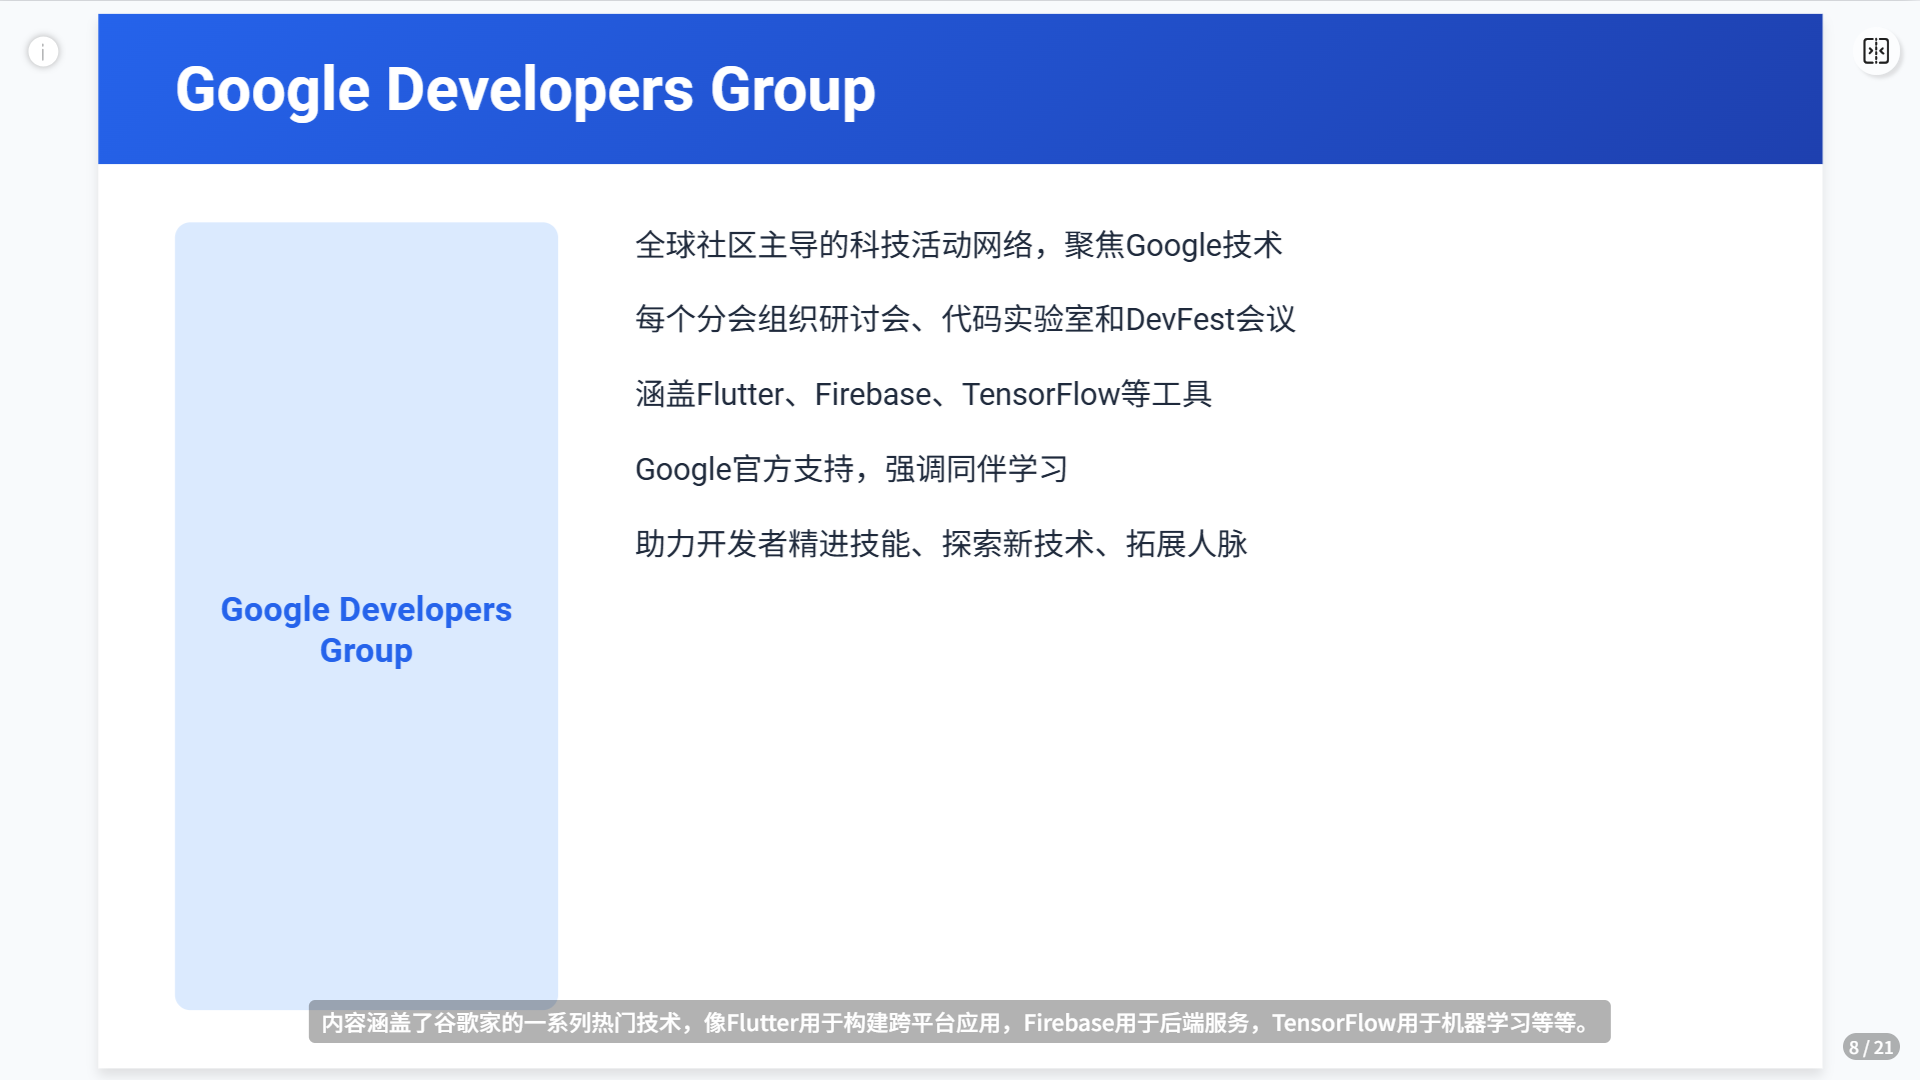 Google Developers Group
Google Developers
Group
全球社区主导的科技活动网络，聚焦Google技术
每个分会组织研讨会、代码实验室和DevFest会议
涵盖Flutter、Firebase、TensorFlow等工具
Google官方支持，强调同伴学习
助力开发者精进技能、探索新技术、拓展人脉
内容涵盖了谷歌家的一系列热门技术，像Flutter用于构建跨平台应用，Firebase用于后端服务，TensorFlow用于机器学习等等。
8 / 21